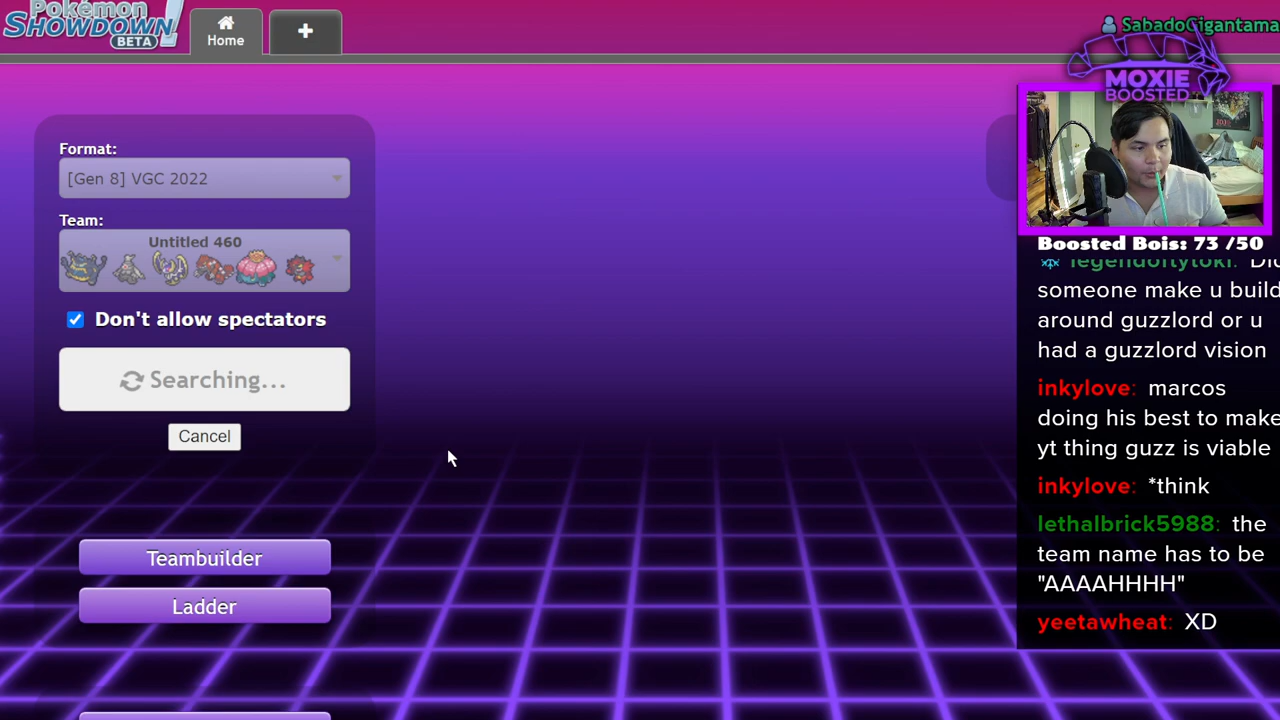 Pokémon
SHOWDOWN!
BETA
Home
SabadoGigantama
MOXIE
BOOSTED
Format:
[Gen 8] VGC 2022
Team:
Untitled 460
Don't allow spectators
Searching...
Cancel
Teambuilder
Ladder
Boosted Bois: 73 /50
legendoftytoki: Did
someone make u build
around guzzlord or u
had a guzzlord vision
inkylove: marcos
doing his best to make
yt thing guzz is viable
inkylove: *think
lethalbrick5988: the
team name has to be
"AAAAHHHH"
yeetawheat: XD